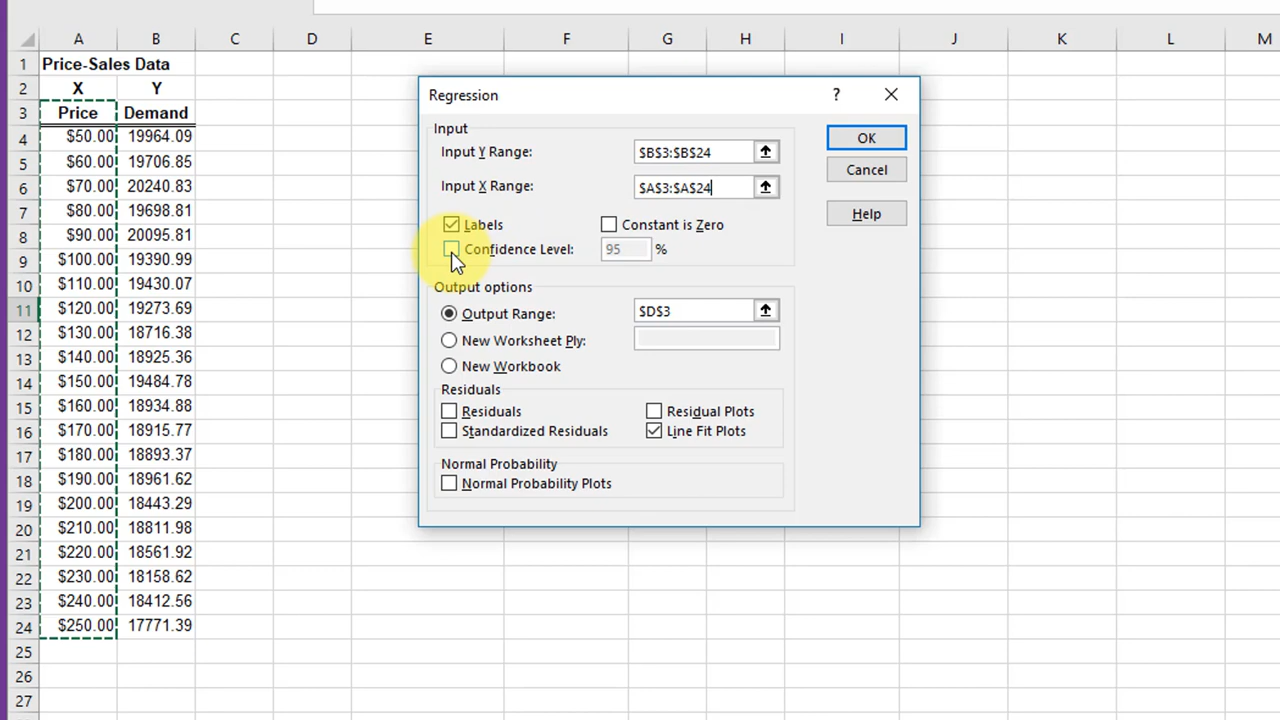 A B C D E F G H I J K L M
1 Price-Sales Data
2 X Y
3 Price Demand
4 $50.00 19964.09
5 $60.00 19706.85
6 $70.00 20240.83
7 $80.00 19698.81
8 $90.00 20095.81
9 $100.00 19390.99
10 $110.00 19430.07
11 $120.00 19273.69
12 $130.00 18716.38
13 $140.00 18925.36
14 $150.00 19484.78
15 $160.00 18934.88
16 $170.00 18915.77
17 $180.00 18893.37
18 $190.00 18961.62
19 $200.00 18443.29
20 $210.00 18811.98
21 $220.00 18561.92
22 $230.00 18158.62
23 $240.00 18412.56
24 $250.00 17771.39
25
26
27
Regression ?
Input
Input Y Range: $B$3:$B$24
Input X Range: $A$3:$A$24
Labels Constant is Zero
Confidence Level: 95 %
Output options
Output Range: $D$3
New Worksheet Ply:
New Workbook
Residuals
Residuals Residual Plots
Standardized Residuals Line Fit Plots
Normal Probability
Normal Probability Plots
OK
Cancel
Help